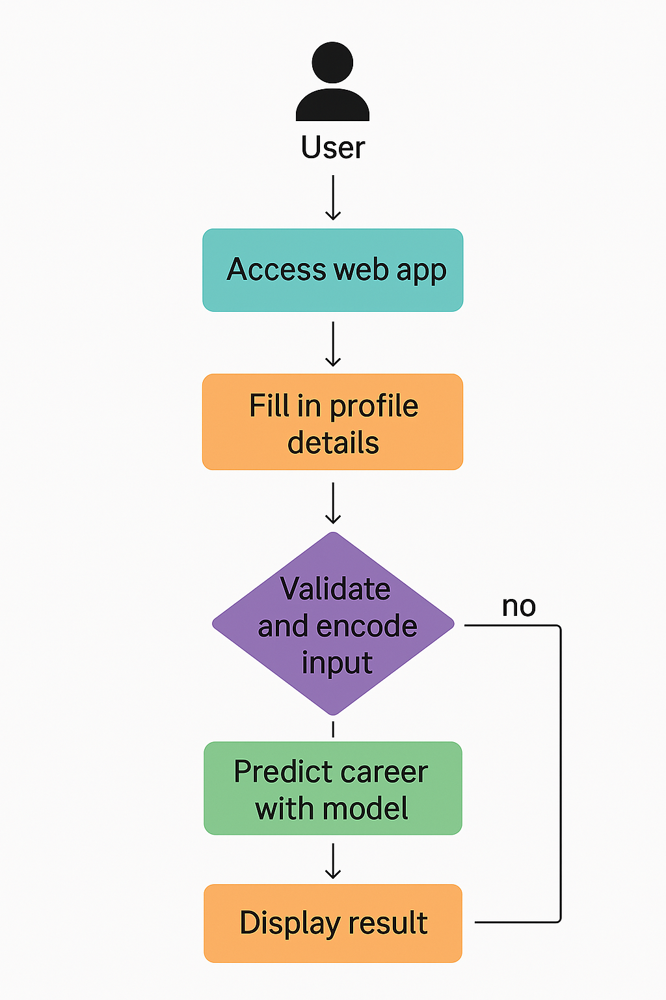 User
Access web app
Fill in profile
details
Validate
and encode
input
no
Predict career
with model
Display result